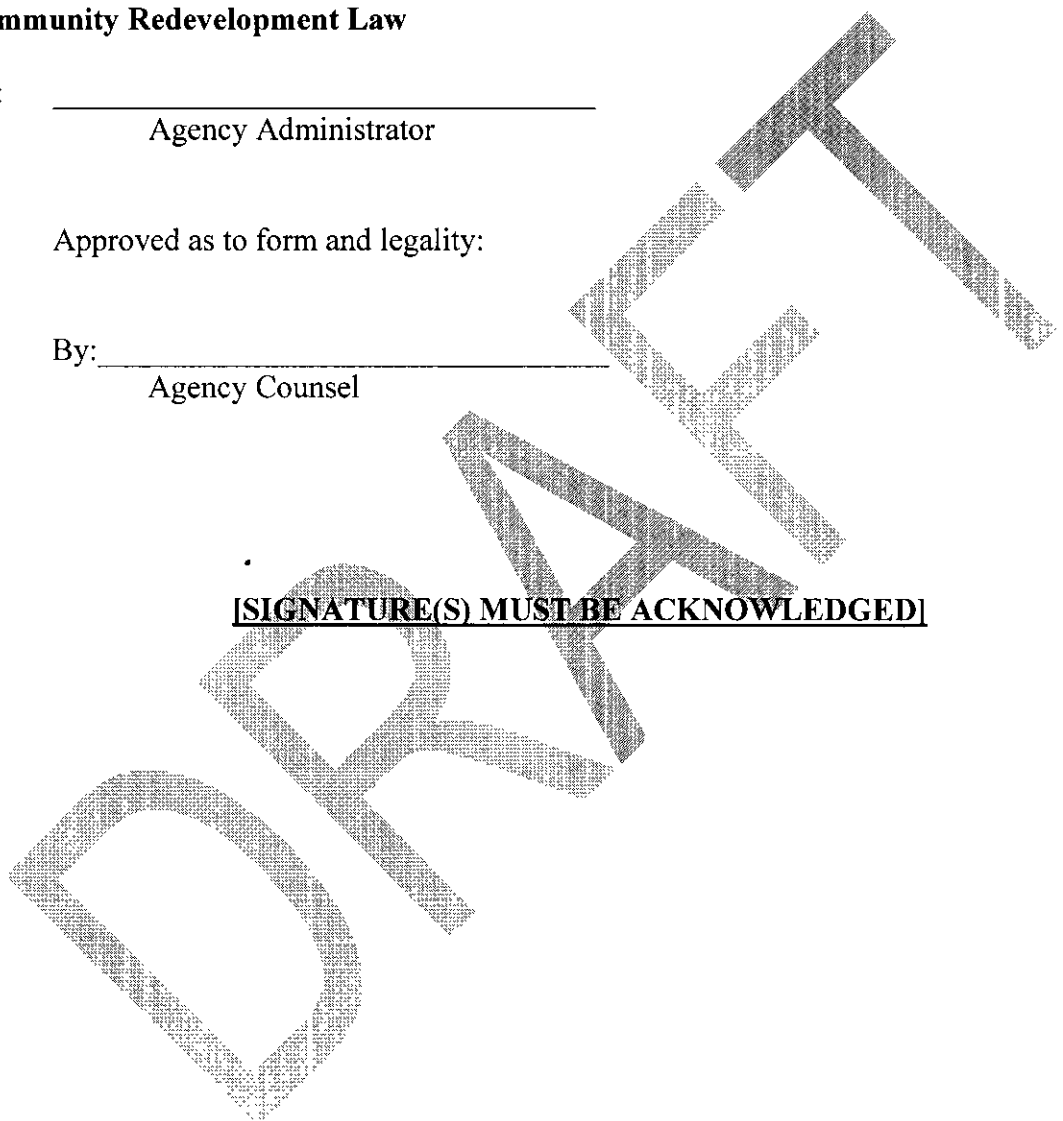 mmunity Redevelopment Law
:
Agency Administrator
Approved as to form and legality:
By:
Agency Counsel
[SIGNATURE(S) MUST BE ACKNOWLEDGED]
DRAFT